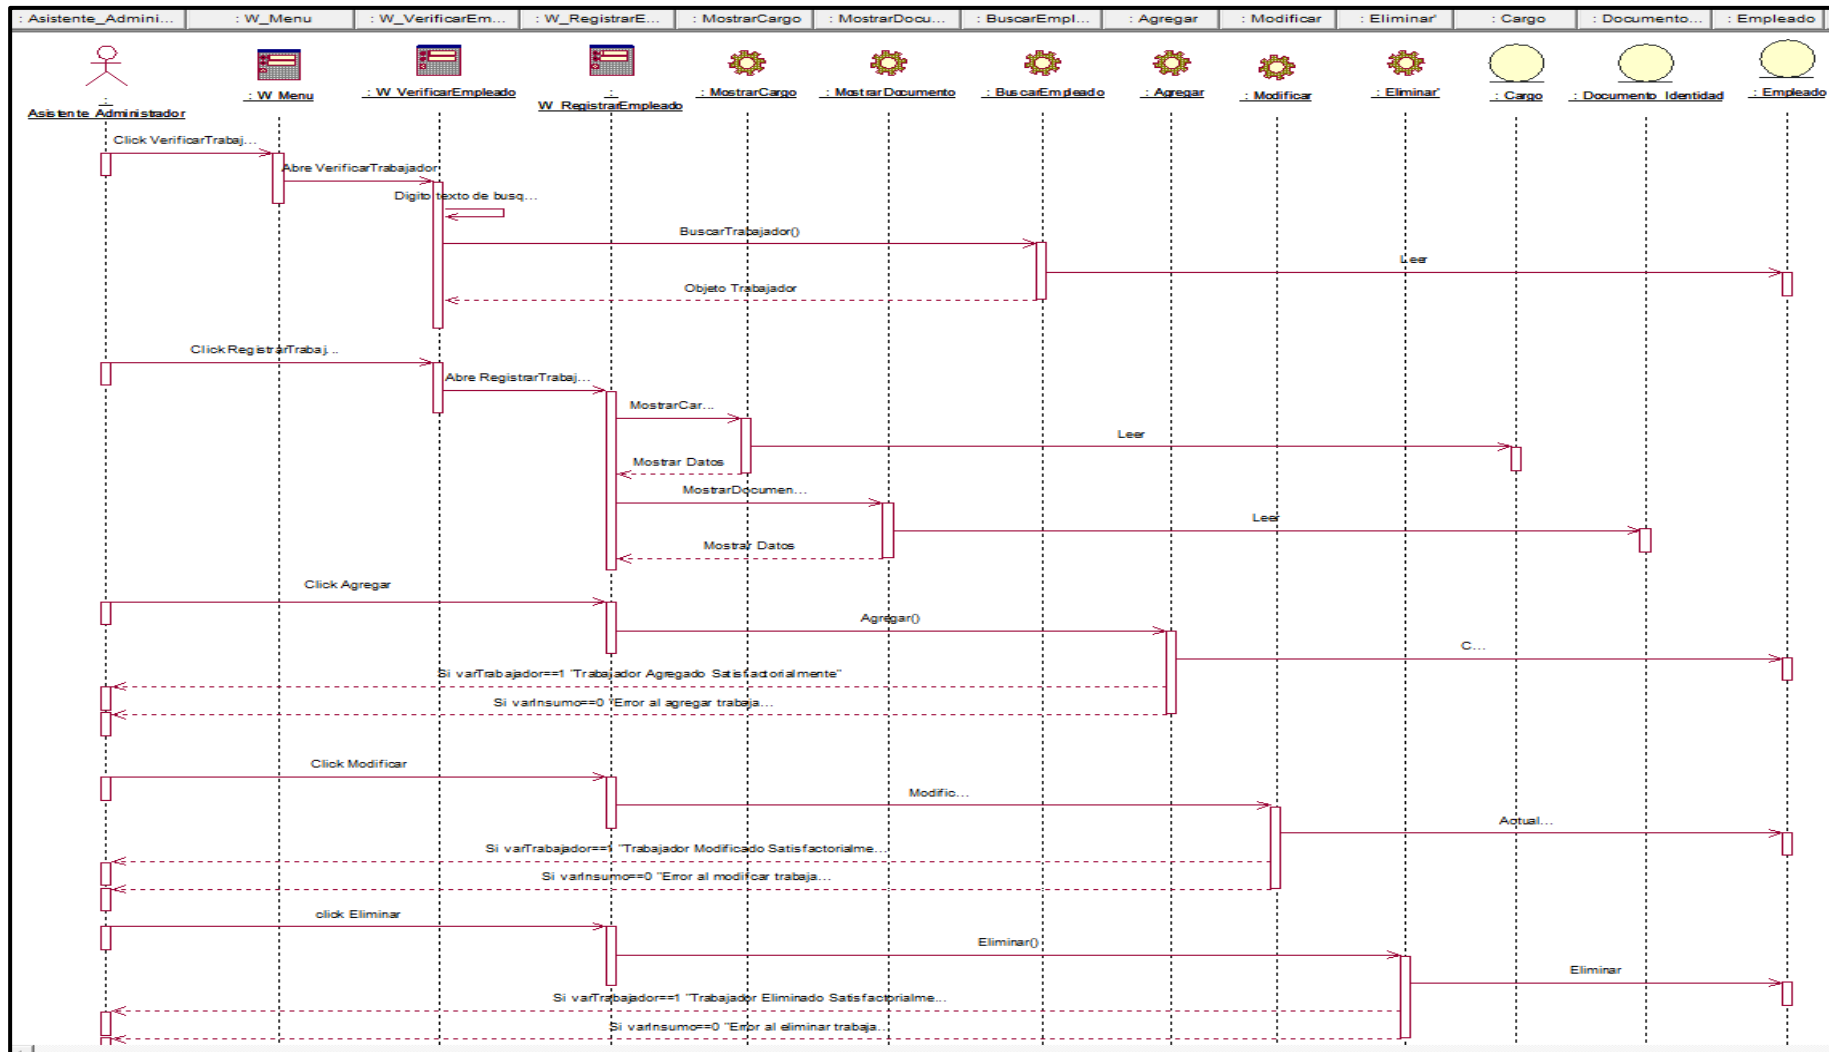 : Asistente_Admini...
: W_Menu
: W_VerificarEm...
: W_RegistrarE...
: MostrarCargo
: MostrarDocu...
: BuscarEmpl...
: Agregar
: Modificar
: Eliminar'
: Cargo
: Documento...
: Empleado
:
Asistente_Administrador
: W_Menu
: W_VerificarEmpleado
:
W_RegistrarEmpleado
: MostrarCargo
: MostrarDocumento
: BuscarEmpleado
: Agregar
: Modificar
: Eliminar'
: Cargo
: Documento_Identidad
: Empleado
Click VerificarTrabaj...
Abre VerificarTrabajador
Digito texto de busq...
BuscarTrabajador()
Leer
Objeto Trabajador
Click RegistrarTrabaj...
Abre RegistrarTrabaj...
MostrarCar...
Leer
Mostrar Datos
MostrarDocumen...
Leer
Mostrar Datos
Click Agregar
Agregar()
C...
Si varTrabajador==1 "Trabajador Agregado Satisfactorialmente"
Si varInsumo==0 "Error al agregar trabaja...
Click Modificar
Modific...
Actual...
Si varTrabajador==1 "Trabajador Modificado Satisfactorialme...
Si varInsumo==0 "Error al modificar trabaja...
click Eliminar
Eliminar()
Eliminar
Si varTrabajador==1 "Trabajador Eliminado Satisfactorialme...
Si varInsumo==0 "Error al eliminar trabaja...